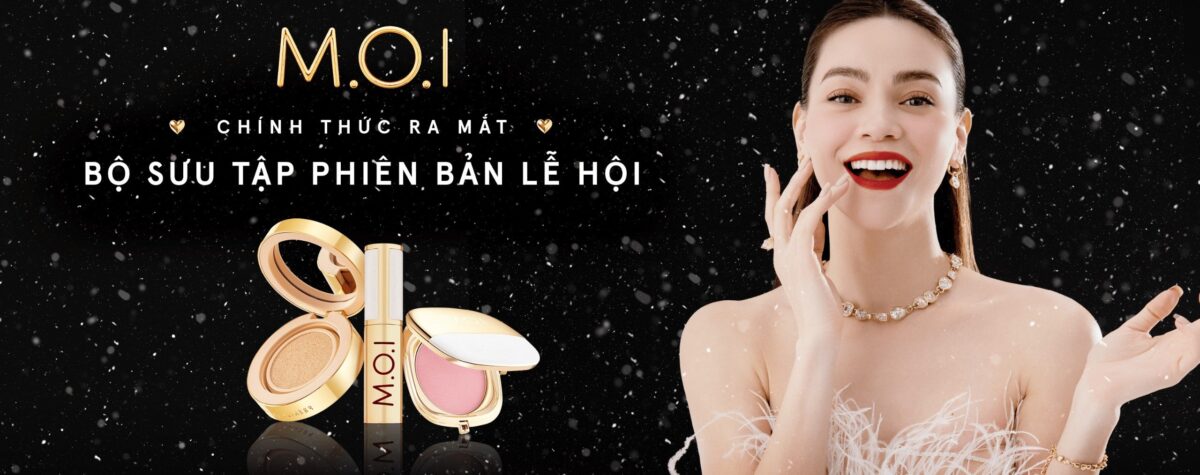 M.O.I
CHÍNH THỨC RA MẮT
BỘ SƯU TẬP PHIÊN BẢN LỄ HỘI
M.O.I